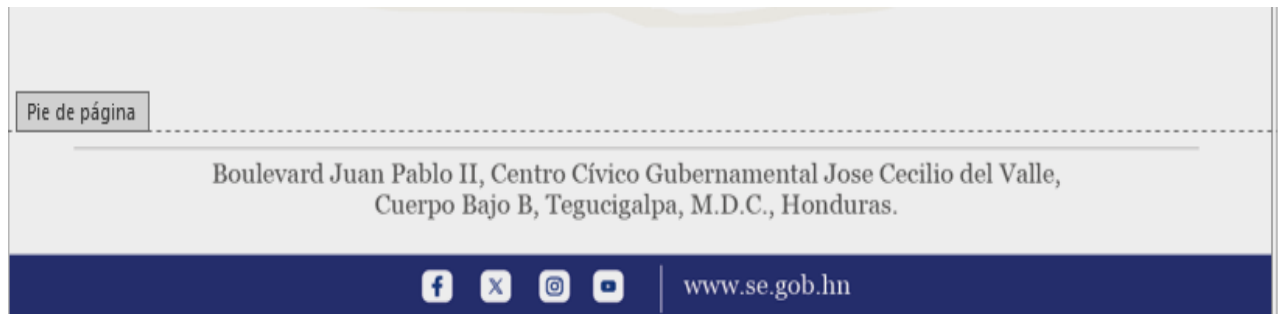 Pie de página
Boulevard Juan Pablo II, Centro Cívico Gubernamental Jose Cecilio del Valle,
Cuerpo Bajo B, Tegucigalpa, M.D.C., Honduras.
www.se.gob.hn